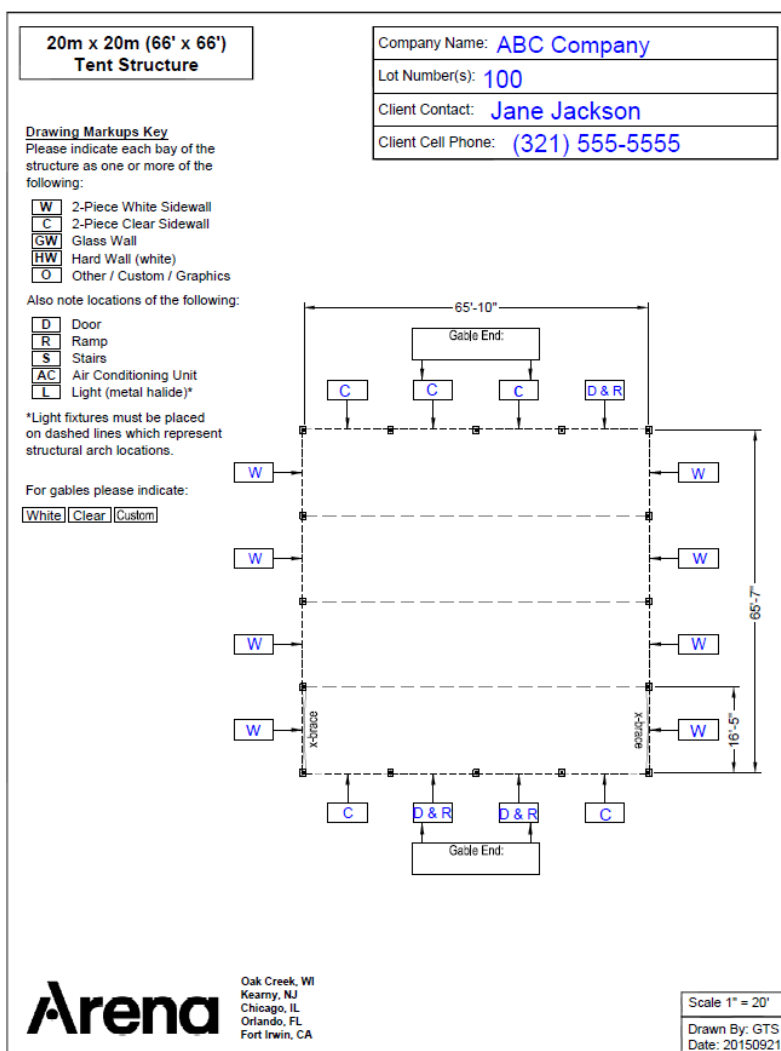 20m x 20m (66' x 66')
Tent Structure
Company Name: ABC Company
Lot Number(s): 100
Client Contact: Jane Jackson
Client Cell Phone: (321) 555-5555
Drawing Markups Key
Please indicate each bay of the
structure as one or more of the
following:
W 2-Piece White Sidewall
C 2-Piece Clear Sidewall
GW Glass Wall
HW Hard Wall (white)
O Other / Custom / Graphics
Also note locations of the following:
D Door
R Ramp
S Stairs
AC Air Conditioning Unit
L Light (metal halide)*
*Light fixtures must be placed
on dashed lines which represent
structural arch locations.
For gables please indicate:
White Clear Custom
65'-10"
Gable End:
C C C D & R
W W
W W
65'-7"
W W
x-brace x-brace
16'-5"
W W
C D & R D & R C
Gable End:
Arena
Oak Creek, WI
Kearny, NJ
Chicago, IL
Orlando, FL
Fort Irwin, CA
Scale 1" = 20'
Drawn By: GTS
Date: 20150921